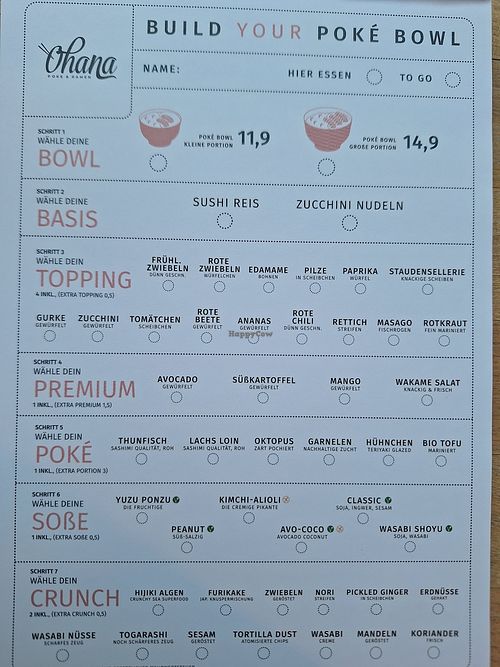 Ohana
POKE & RAMEN
BUILD YOUR POKÉ BOWL
NAME: HIER ESSEN TO GO
SCHRITT 1
WÄHLE DEINE
BOWL
POKÉ BOWL
KLEINE PORTION
11,9
POKÉ BOWL
GROßE PORTION
14,9
SCHRITT 2
WÄHLE DEINE
BASIS
SUSHI REIS
ZUCCHINI NUDELN
SCHRITT 3
WÄHLE DEIN
TOPPING
4 INKL., (EXTRA TOPPING 0,5)
FRÜHL.
ZWIEBELN
DÜNN GESCHN.
ROTE
ZWIEBELN
WÜRFELCHEN
EDAMAME
BOHNEN
PILZE
IN SCHEIBCHEN
PAPRIKA
WÜRFEL
STAUDENSELLERIE
KNACKIGE SCHEIBEN
GURKE
GEWÜRFELT
ZUCCHINI
GEWÜRFELT
TOMÄTCHEN
SCHEIBCHEN
ROTE
BEETE
GEWÜRFELT
ANANAS
GEWÜRFELT
ROTE
CHILI
DÜNN GESCHN.
RETTICH
STREIFEN
MASAGO
FISCHROGEN
ROTKRAUT
FEIN MARINIERT
HappyCow
SCHRITT 4
WÄHLE DEIN
PREMIUM
1 INKL., (EXTRA PREMIUM 1,5)
AVOCADO
GEWÜRFELT
SÜßKARTOFFEL
GEWÜRFELT
MANGO
GEWÜRFELT
WAKAME SALAT
KNACKIG & FRISCH
SCHRITT 5
WÄHLE DEIN
POKÉ
1 INKL., (EXTRA PORTION 3)
THUNFISCH
SASHIMI QUALITÄT, ROH
LACHS LOIN
SASHIMI QUALITÄT, ROH
OKTOPUS
ZART POCHIERT
GARNELEN
NACHHALTIGE ZUCHT
HÜHNCHEN
TERIYAKI GLAZED
BIO TOFU
MARINIERT
SCHRITT 6
WÄHLE DEINE
SOßE
1 INKL., (EXTRA SOßE 0,5)
YUZU PONZU
DIE FRUCHTIGE
KIMCHI-ALIOLI
DIE CREMIGE PIKANTE
CLASSIC
SOJA, INGWER, SESAM
PEANUT
SÜß-SALZIG
AVO-COCO
AVOCADO COCONUT
WASABI SHOYU
SOJA, WASABI
SCHRITT 7
WÄHLE DEIN
CRUNCH
2 INKL., (EXTRA CRUNCH 0,5)
HIJIKI ALGEN
CRUNCHY SEA SUPERFOOD
FURIKAKE
JAP. KNUSPERMISCHUNG
ZWIEBELN
GERÖSTET
NORI
STREIFEN
PICKLED GINGER
IN SCHEIBCHEN
ERDNÜSSE
GEHAKT
WASABI NÜSSE
SCHARFES ZEUG
TOGARASHI
NOCH SCHÄRFERES ZEUG
SESAM
GERÖSTET
TORTILLA DUST
ATOMISIERTE CHIPS
WASABI
CREME
MANDELN
GERÖSTET
KORIANDER
FRISCH